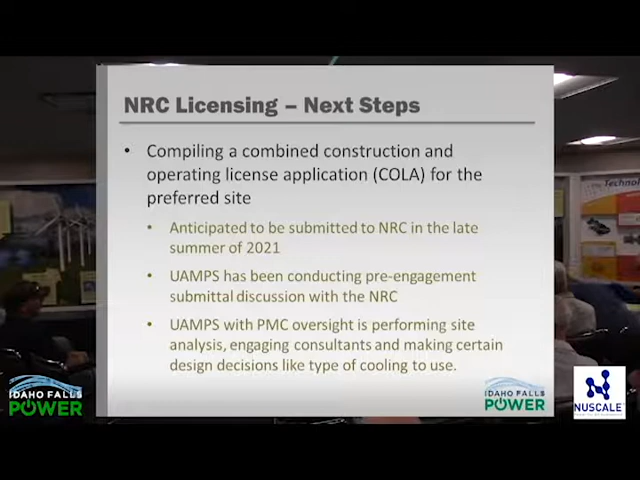 NRC Licensing – Next Steps
• Compiling a combined construction and
operating license application (COLA) for the
preferred site
• Anticipated to be submitted to NRC in the late
summer of 2021
• UAMPS has been conducting pre-engagement
submittal discussion with the NRC
• UAMPS with PMC oversight is performing site
analysis, engaging consultants and making certain
design decisions like type of cooling to use.
IDAHO FALLS
POWER
IDAHO FALLS
POWER
NUSCALE